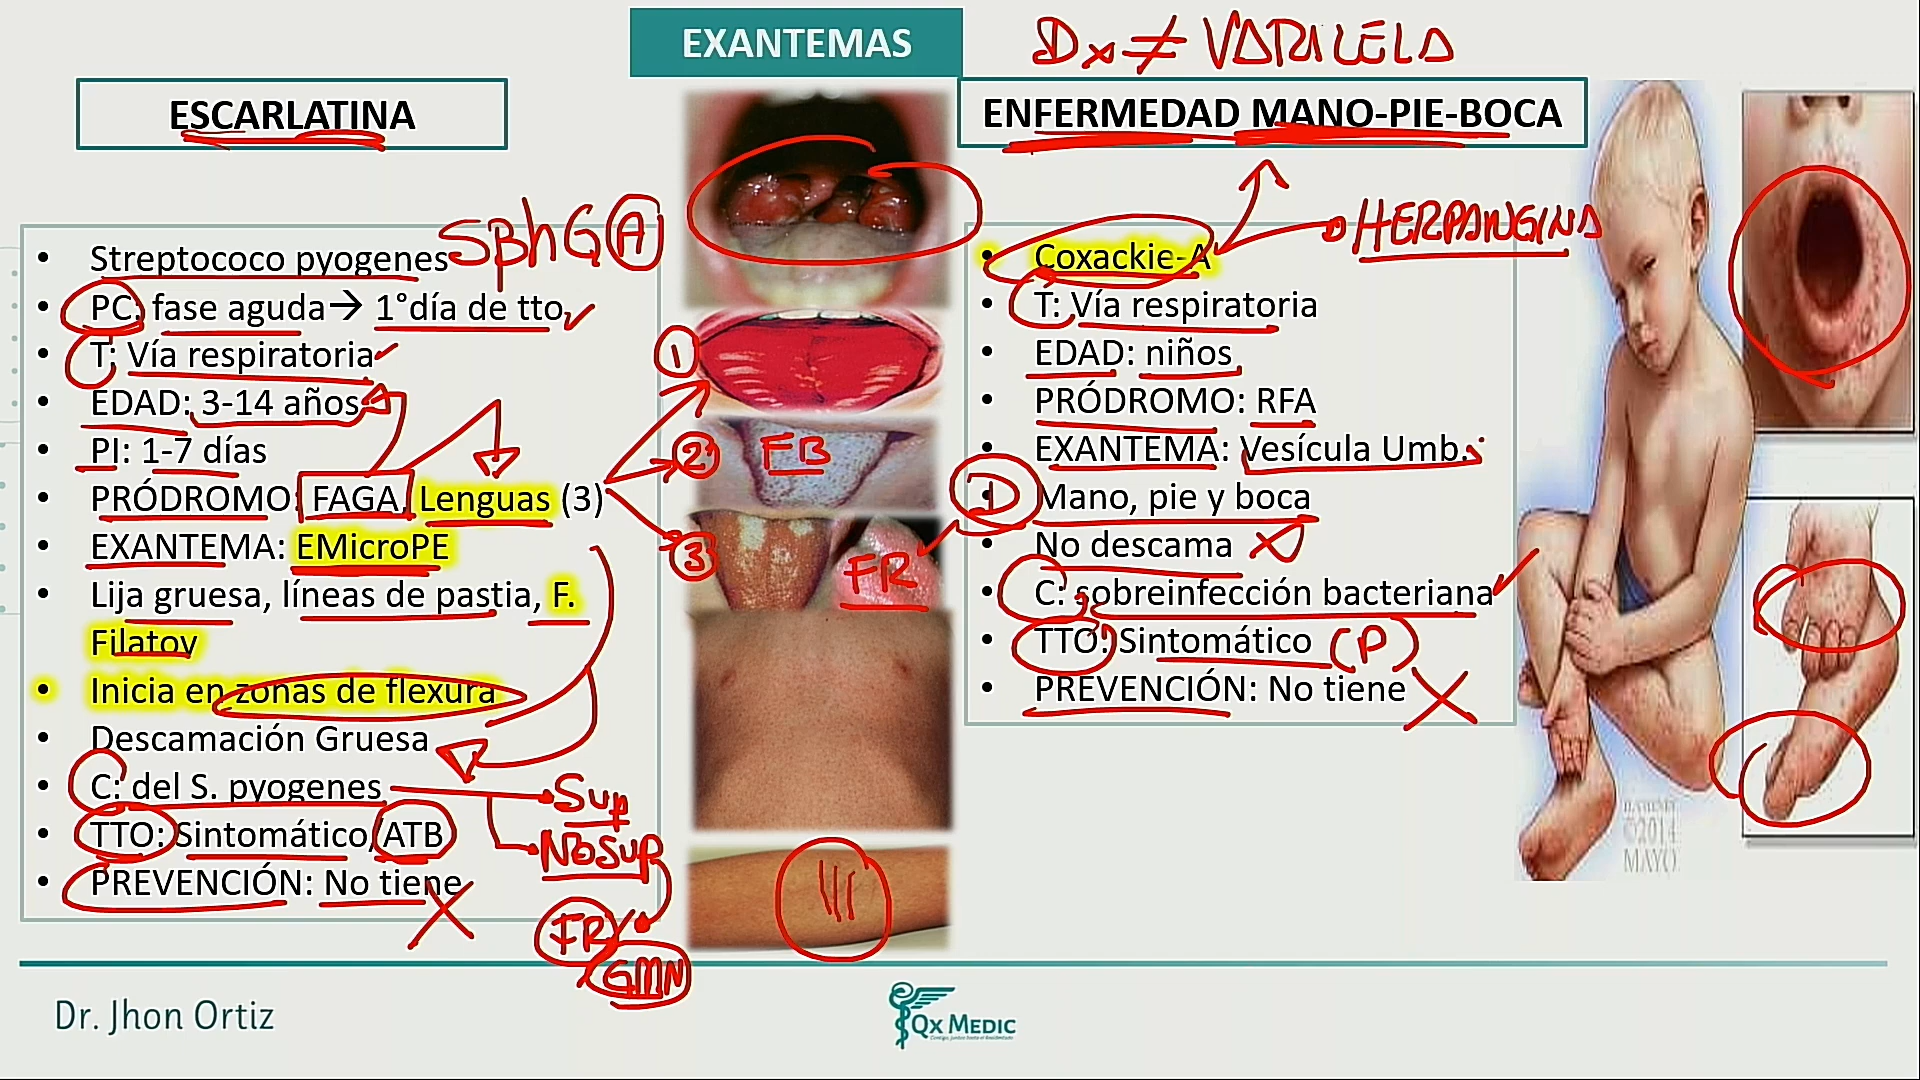 EXANTEMAS
Dx ≠ VARICELA
ESCARLATINA
ENFERMEDAD MANO-PIE-BOCA
• Streptococo pyogenes SBhG(A)
• PC: fase aguda→ 1°día de tto
• T: Vía respiratoria
• EDAD: 3-14 años
• PI: 1-7 días
• PRÓDROMO: FAGA, Lenguas (3)
• EXANTEMA: EMicroPE
• Lija gruesa, líneas de pastia, F.
Filatov
• Inicia en zonas de flexura
• Descamación Gruesa
• C: del S. pyogenes
• TTO: Sintomático/ATB
• PREVENCIÓN: No tiene
Sup
NoSup
FR
GMN
1
2
FB
3
FR
• Coxackie-A
HERPANGINA
• T: Vía respiratoria
• EDAD: niños
• PRÓDROMO: RFA
• EXANTEMA: Vesícula Umb.
D
• Mano, pie y boca
• No descama
• C: sobreinfección bacteriana
• TTO: Sintomático (P)
• PREVENCIÓN: No tiene
©2014
MAYO
Dr. Jhon Ortiz
QX MEDIC